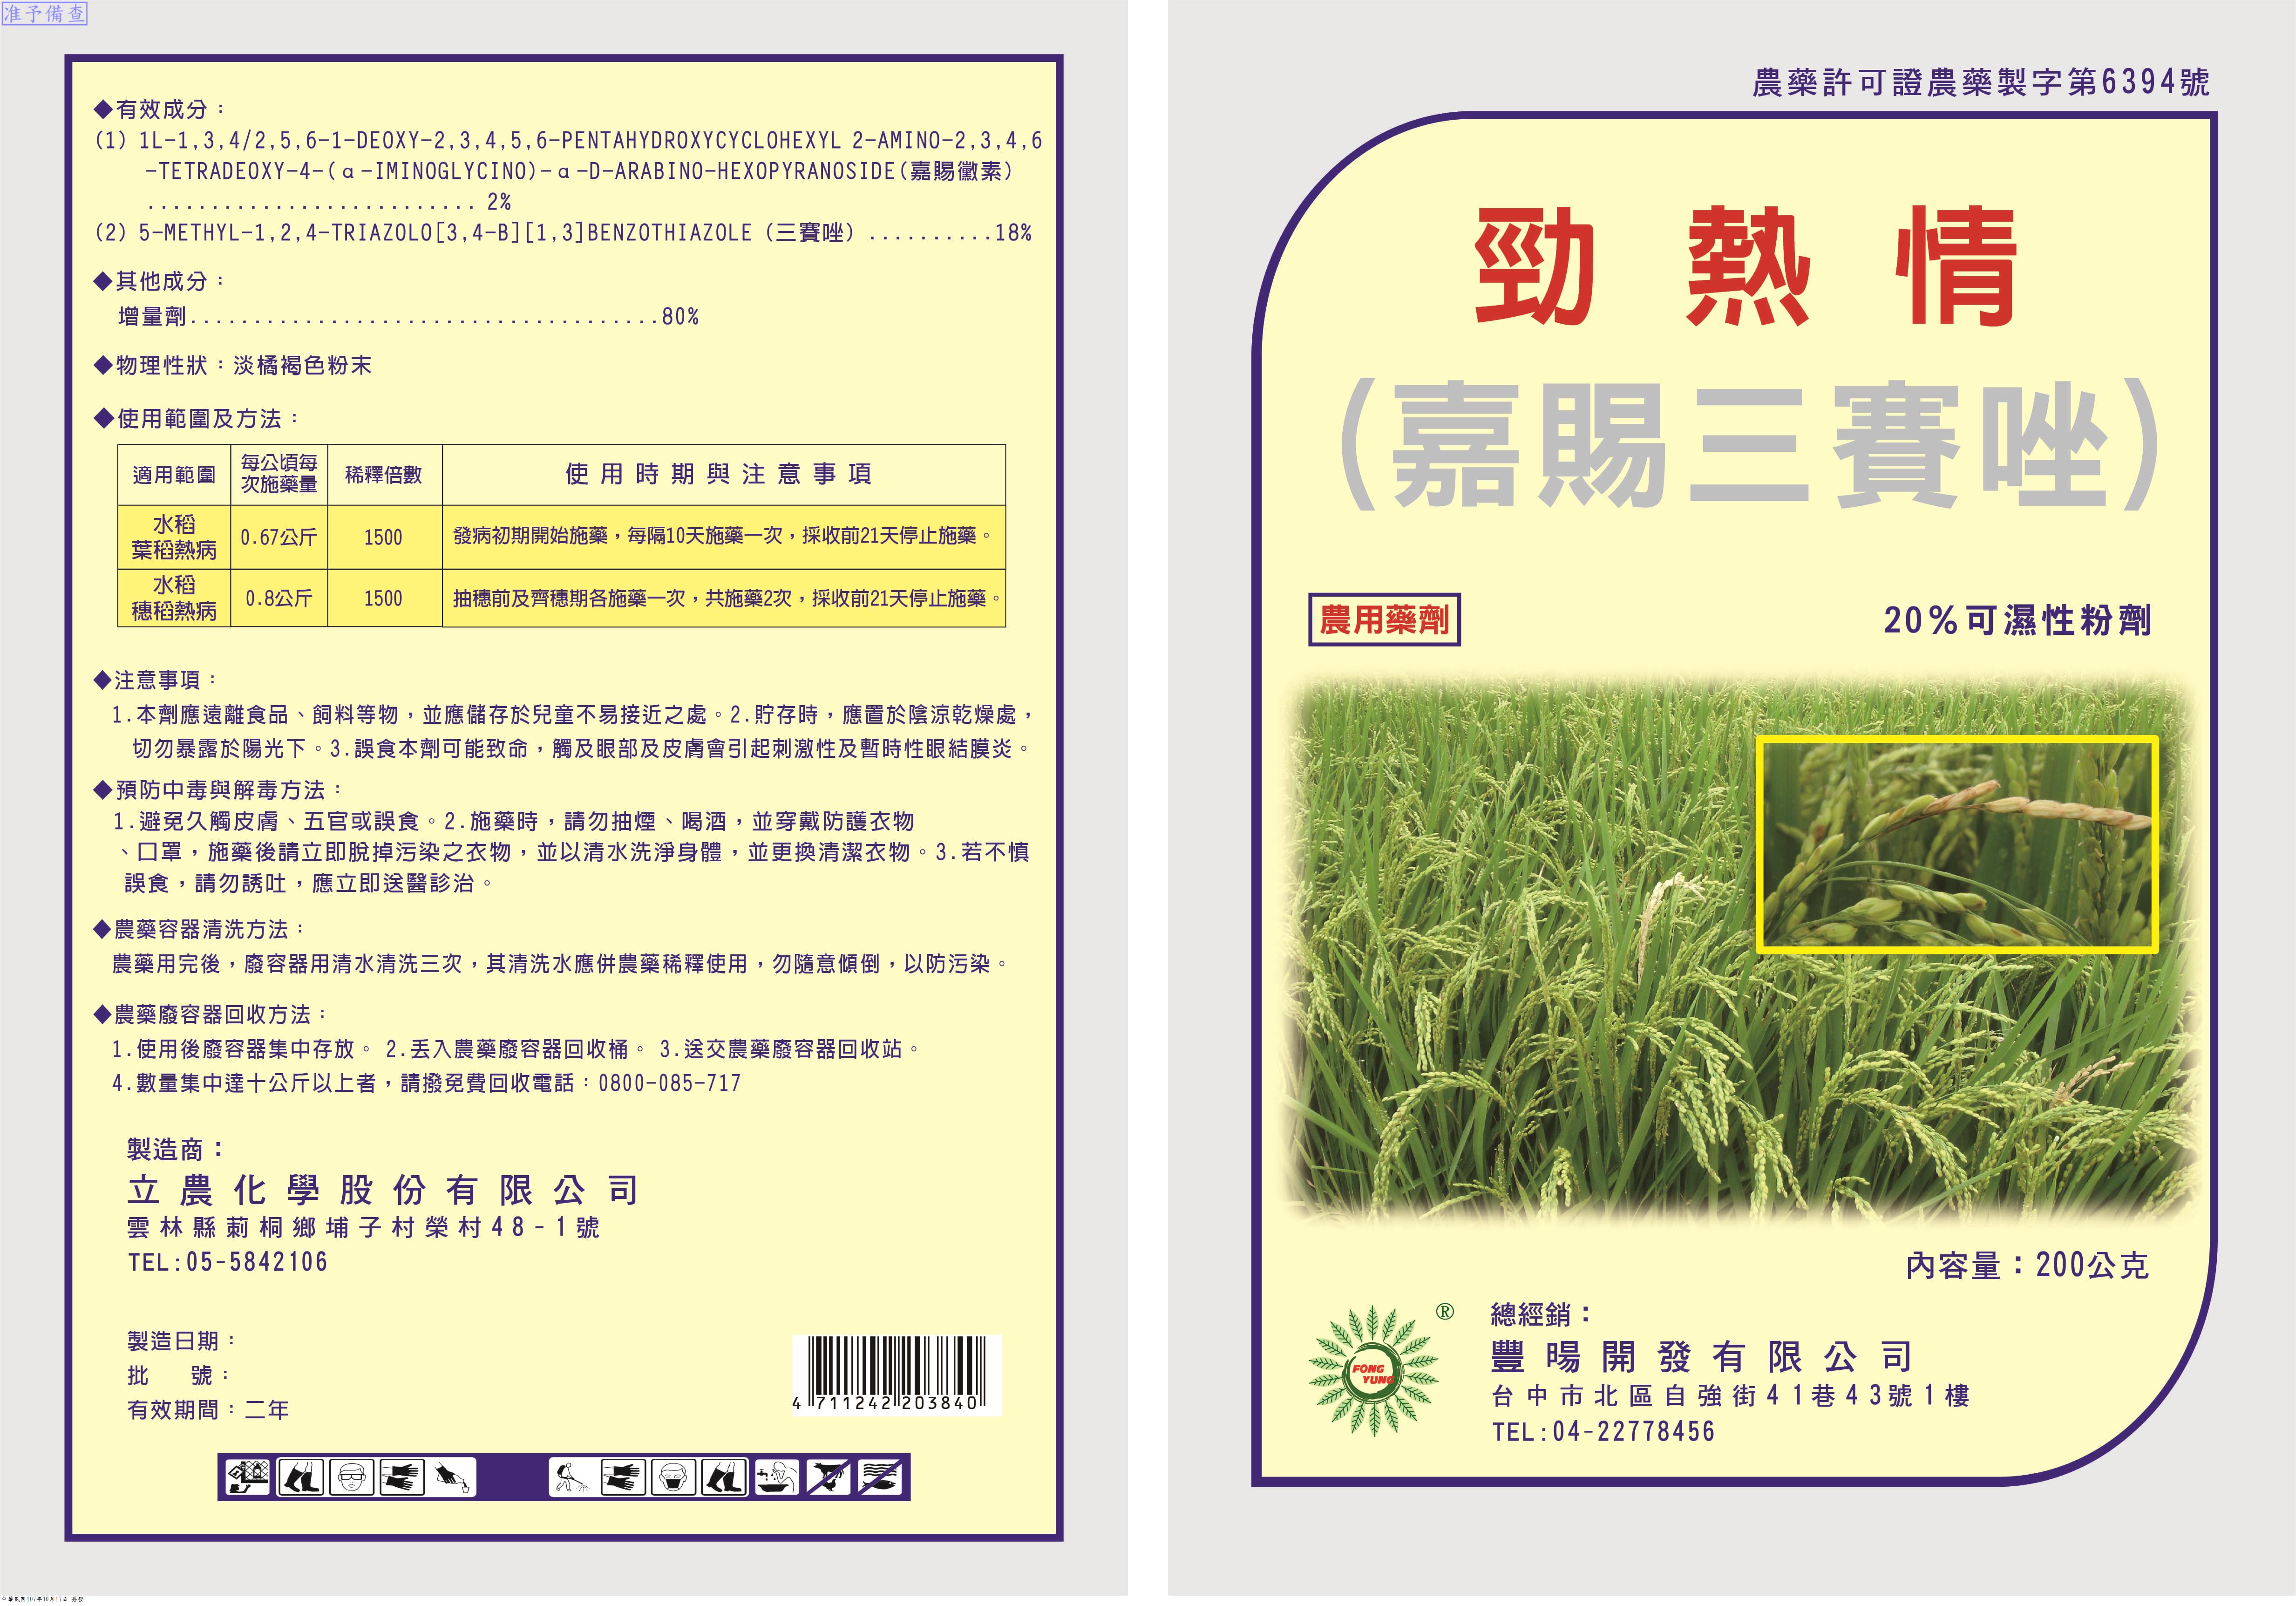 准予備查
◆有效成分：
(1) 1L-1,3,4/2,5,6-1-DEOXY-2,3,4,5,6-PENTAHYDROXYCYCLOHEXYL 2-AMINO-2,3,4,6
-TETRADEOXY-4-(α-IMINOGLYCINO)-α-D-ARABINO-HEXOPYRANOSIDE(嘉賜黴素)
.......................... 2%
(2) 5-METHYL-1,2,4-TRIAZOLO[3,4-B][1,3]BENZOTHIAZOLE (三賽唑) ..........18%
◆其他成分：
增量劑.....................................80%
◆物理性狀：淡橘褐色粉末
◆使用範圍及方法：
適用範圍 每公頃每次施藥量 稀釋倍數 使用時期與注意事項
水稻葉稻熱病 0.67公斤 1500 發病初期開始施藥，每隔10天施藥一次，採收前21天停止施藥。
水稻穗稻熱病 0.8公斤 1500 抽穗前及齊穗期各施藥一次，共施藥2次，採收前21天停止施藥。
◆注意事項：
1.本劑應遠離食品、飼料等物，並應儲存於兒童不易接近之處。2.貯存時，應置於陰涼乾燥處，
切勿暴露於陽光下。3.誤食本劑可能致命，觸及眼部及皮膚會引起刺激性及暫時性眼結膜炎。
◆預防中毒與解毒方法：
1.避免久觸皮膚、五官或誤食。2.施藥時，請勿抽煙、喝酒，並穿戴防護衣物
、口罩，施藥後請立即脫掉污染之衣物，並以清水洗淨身體，並更換清潔衣物。3.若不慎
誤食，請勿誘吐，應立即送醫診治。
◆農藥容器清洗方法：
農藥用完後，廢容器用清水清洗三次，其清洗水應併農藥稀釋使用，勿隨意傾倒，以防污染。
◆農藥廢容器回收方法：
1.使用後廢容器集中存放。 2.丟入農藥廢容器回收桶。 3.送交農藥廢容器回收站。
4.數量集中達十公斤以上者，請撥免費回收電話：0800-085-717
製造商：
立農化學股份有限公司
雲林縣莿桐鄉埔子村榮村48-1號
TEL:05-5842106
製造日期：
批　號：
有效期間：二年
4 711242 203840
中華民國107年10月17日 簽發
農藥許可證農藥製字第6394號
勁熱情
(嘉賜三賽唑)
農用藥劑
20%可濕性粉劑
內容量：200公克
®
FONG
YUNG
總經銷：
豐暘開發有限公司
台中市北區自強街41巷43號1樓
TEL:04-22778456